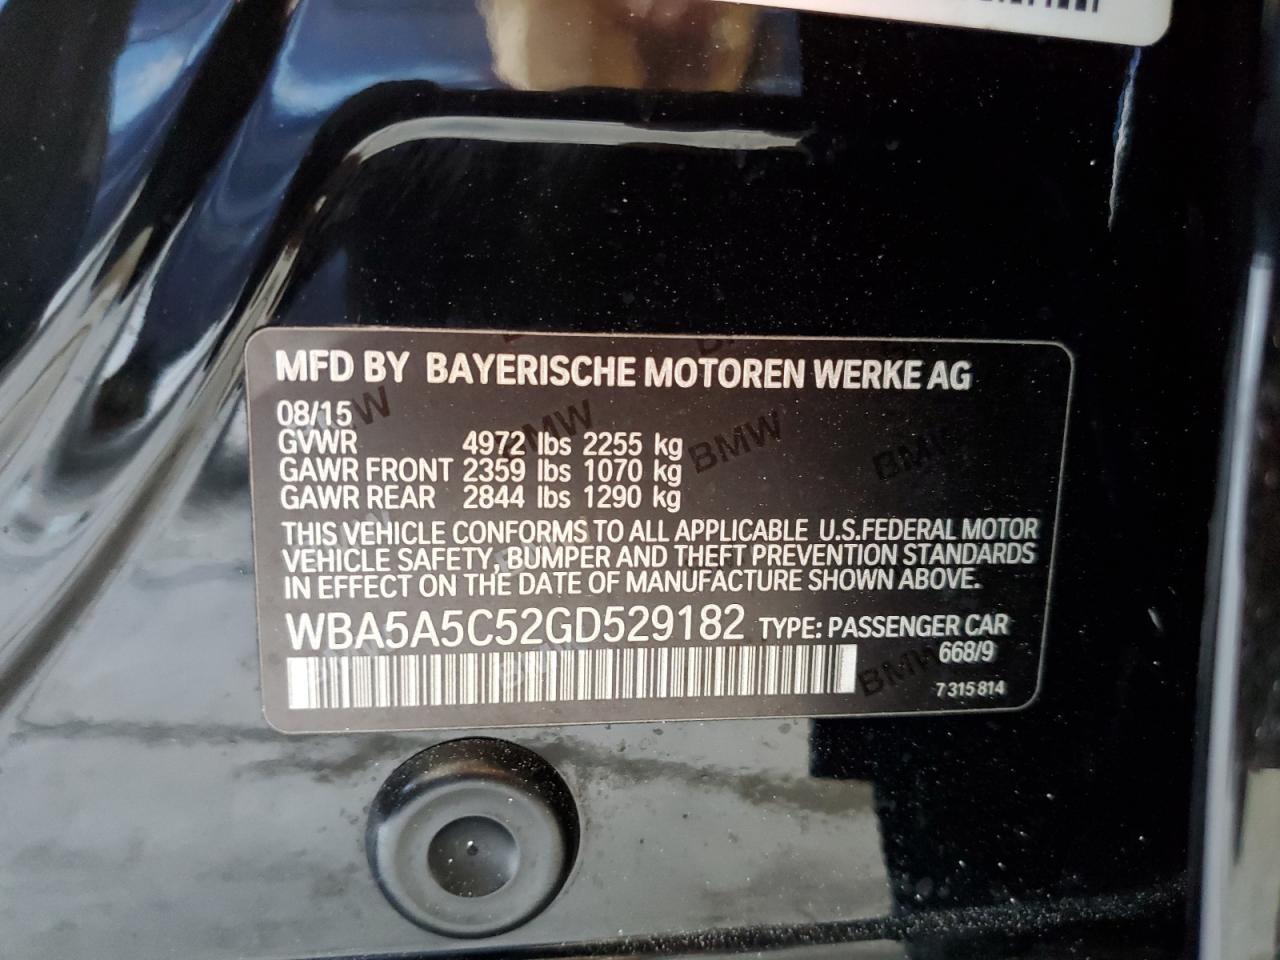 MFD BY BAYERISCHE MOTOREN WERKE AG
08/15
GVWR 4972 lbs 2255 kg
GAWR FRONT 2359 lbs 1070 kg
GAWR REAR 2844 lbs 1290 kg
THIS VEHICLE CONFORMS TO ALL APPLICABLE U.S.FEDERAL MOTOR
VEHICLE SAFETY, BUMPER AND THEFT PREVENTION STANDARDS
IN EFFECT ON THE DATE OF MANUFACTURE SHOWN ABOVE.
WBA5A5C52GD529182 TYPE: PASSENGER CAR
668/9
7 315 814
BMW
BMW
BMW
BMW